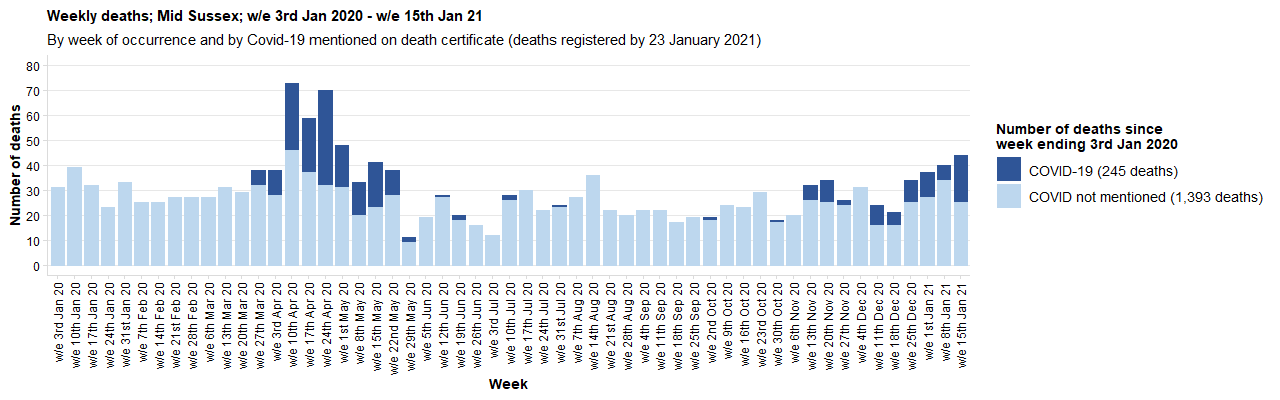 Weekly deaths; Mid Sussex; w/e 3rd Jan 2020 - w/e 15th Jan 21
By week of occurrence and by Covid-19 mentioned on death certificate (deaths registered by 23 January 2021)
Number of deaths
80
70
60
50
40
30
20
10
0
w/e 3rd Jan 20
w/e 10th Jan 20
w/e 17th Jan 20
w/e 24th Jan 20
w/e 31st Jan 20
w/e 7th Feb 20
w/e 14th Feb 20
w/e 21st Feb 20
w/e 28th Feb 20
w/e 6th Mar 20
w/e 13th Mar 20
w/e 20th Mar 20
w/e 27th Mar 20
w/e 3rd Apr 20
w/e 10th Apr 20
w/e 17th Apr 20
w/e 24th Apr 20
w/e 1st May 20
w/e 8th May 20
w/e 15th May 20
w/e 22nd May 20
w/e 29th May 20
w/e 5th Jun 20
w/e 12th Jun 20
w/e 19th Jun 20
w/e 26th Jun 20
w/e 3rd Jul 20
w/e 10th Jul 20
w/e 17th Jul 20
w/e 24th Jul 20
w/e 31st Jul 20
w/e 7th Aug 20
w/e 14th Aug 20
w/e 21st Aug 20
w/e 28th Aug 20
w/e 4th Sep 20
w/e 11th Sep 20
w/e 18th Sep 20
w/e 25th Sep 20
w/e 2nd Oct 20
w/e 9th Oct 20
w/e 16th Oct 20
w/e 23rd Oct 20
w/e 30th Oct 20
w/e 6th Nov 20
w/e 13th Nov 20
w/e 20th Nov 20
w/e 27th Nov 20
w/e 4th Dec 20
w/e 11th Dec 20
w/e 18th Dec 20
w/e 25th Dec 20
w/e 1st Jan 21
w/e 8th Jan 21
w/e 15th Jan 21
Week
Number of deaths since
week ending 3rd Jan 2020
COVID-19 (245 deaths)
COVID not mentioned (1,393 deaths)